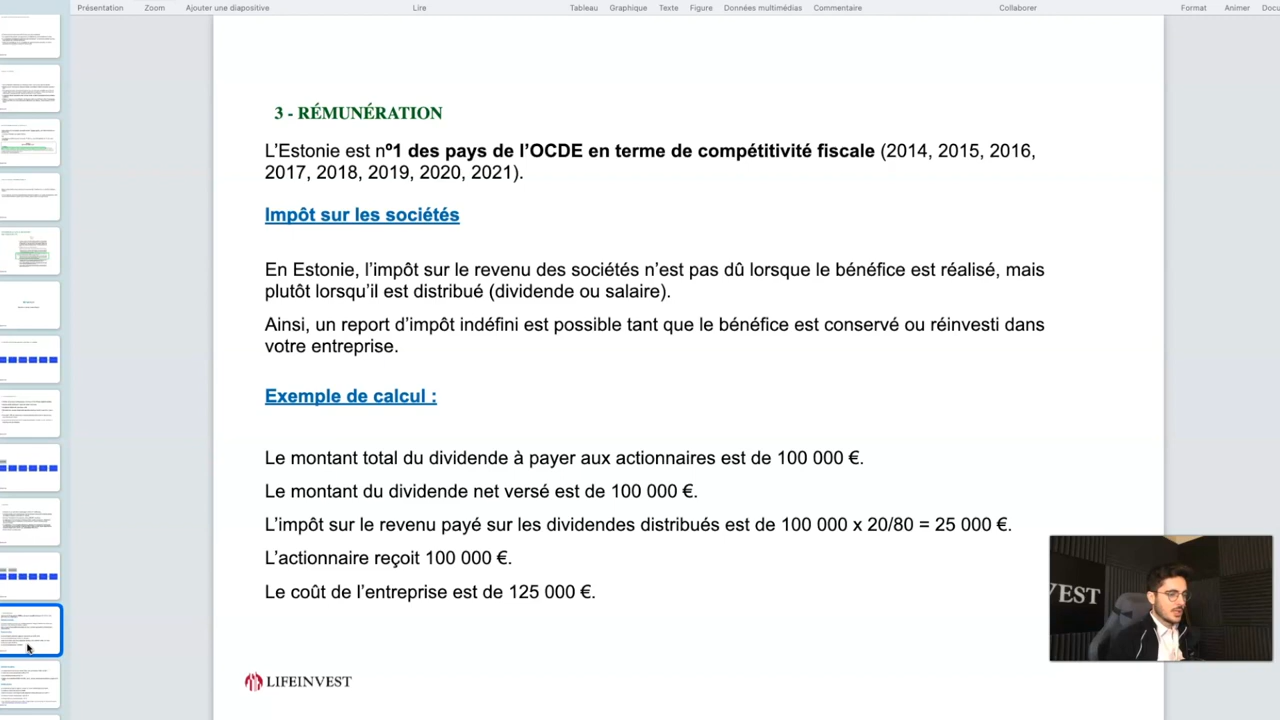 Présentation Zoom Ajouter une diapositive Lire Tableau Graphique Texte Figure Données multimédias Commentaire Collaborer Format Animer Docu
3 - RÉMUNÉRATION
L’Estonie est nº1 des pays de l’OCDE en terme de compétitivité fiscale (2014, 2015, 2016,
2017, 2018, 2019, 2020, 2021).
Impôt sur les sociétés
En Estonie, l’impôt sur le revenu des sociétés n’est pas dû lorsque le bénéfice est réalisé, mais
plutôt lorsqu’il est distribué (dividende ou salaire).
Ainsi, un report d’impôt indéfini est possible tant que le bénéfice est conservé ou réinvesti dans
votre entreprise.
Exemple de calcul :
Le montant total du dividende à payer aux actionnaires est de 100 000 €.
Le montant du dividende net versé est de 100 000 €.
L’impôt sur le revenu payé sur les dividendes distribués est de 100 000 x 20/80 = 25 000 €.
L’actionnaire reçoit 100 000 €.
Le coût de l’entreprise est de 125 000 €.
VEST
LIFEINVEST